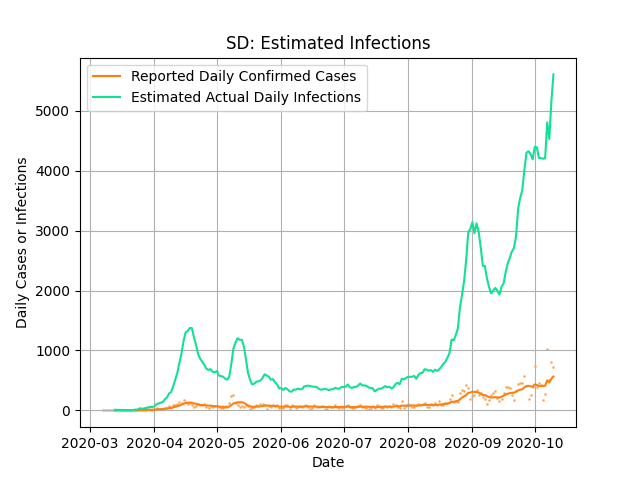 SD: Estimated Infections
Reported Daily Confirmed Cases
Estimated Actual Daily Infections
Daily Cases or Infections
5000
4000
3000
2000
1000
0
2020-03 2020-04 2020-05 2020-06 2020-07 2020-08 2020-09 2020-10
Date